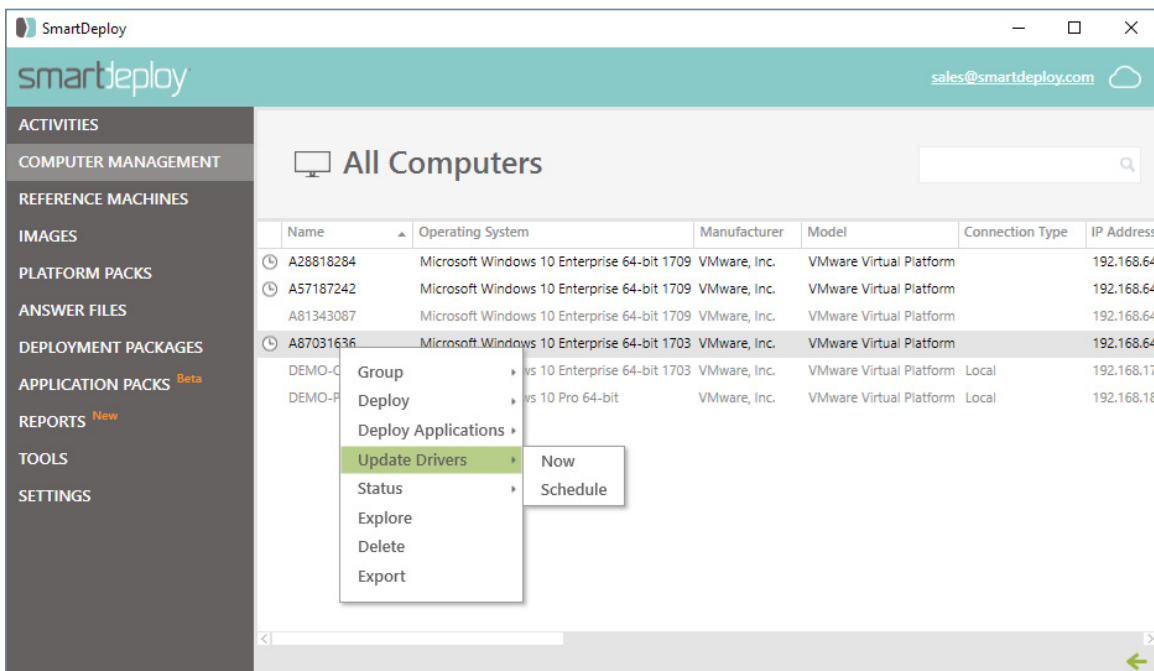 SmartDeploy
smartdeploy
sales@smartdeploy.com
ACTIVITIES
COMPUTER MANAGEMENT
REFERENCE MACHINES
IMAGES
PLATFORM PACKS
ANSWER FILES
DEPLOYMENT PACKAGES
APPLICATION PACKS Beta
REPORTS New
TOOLS
SETTINGS
All Computers
Name Operating System Manufacturer Model Connection Type IP Address
A28818284 Microsoft Windows 10 Enterprise 64-bit 1709 VMware, Inc. VMware Virtual Platform 192.168.64
A57187242 Microsoft Windows 10 Enterprise 64-bit 1709 VMware, Inc. VMware Virtual Platform 192.168.64
A81343087 Microsoft Windows 10 Enterprise 64-bit 1709 VMware, Inc. VMware Virtual Platform 192.168.64
A87031636 Microsoft Windows 10 Enterprise 64-bit 1703 VMware, Inc. VMware Virtual Platform 192.168.64
DEMO-C ws 10 Enterprise 64-bit 1703 VMware, Inc. VMware Virtual Platform Local 192.168.17
DEMO-P ws 10 Pro 64-bit VMware, Inc. VMware Virtual Platform Local 192.168.18
Group
Deploy
Deploy Applications
Update Drivers
Status
Explore
Delete
Export
Now
Schedule